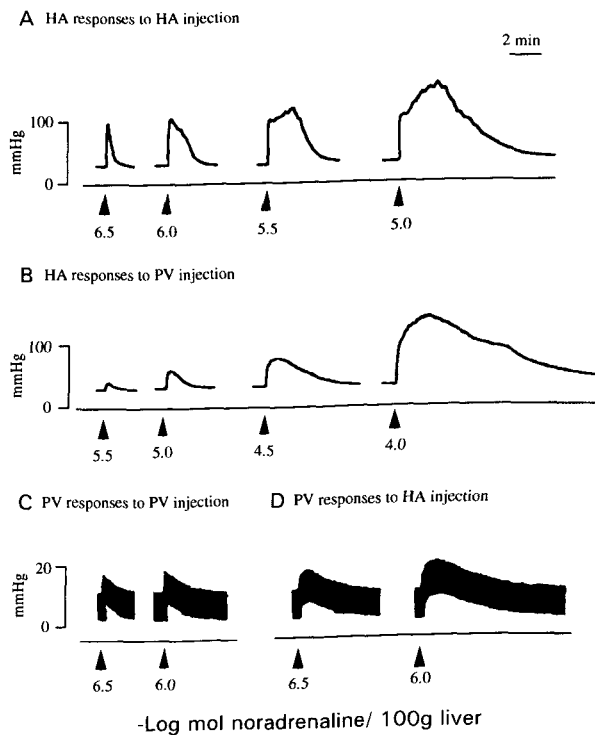 A HA responses to HA injection
2 min
100
0
mmHg
6.5 6.0 5.5 5.0
B HA responses to PV injection
100
0
mmHg
5.5 5.0 4.5 4.0
C PV responses to PV injection D PV responses to HA injection
20
0
mmHg
6.5 6.0 6.5 6.0
-Log mol noradrenaline/ 100g liver